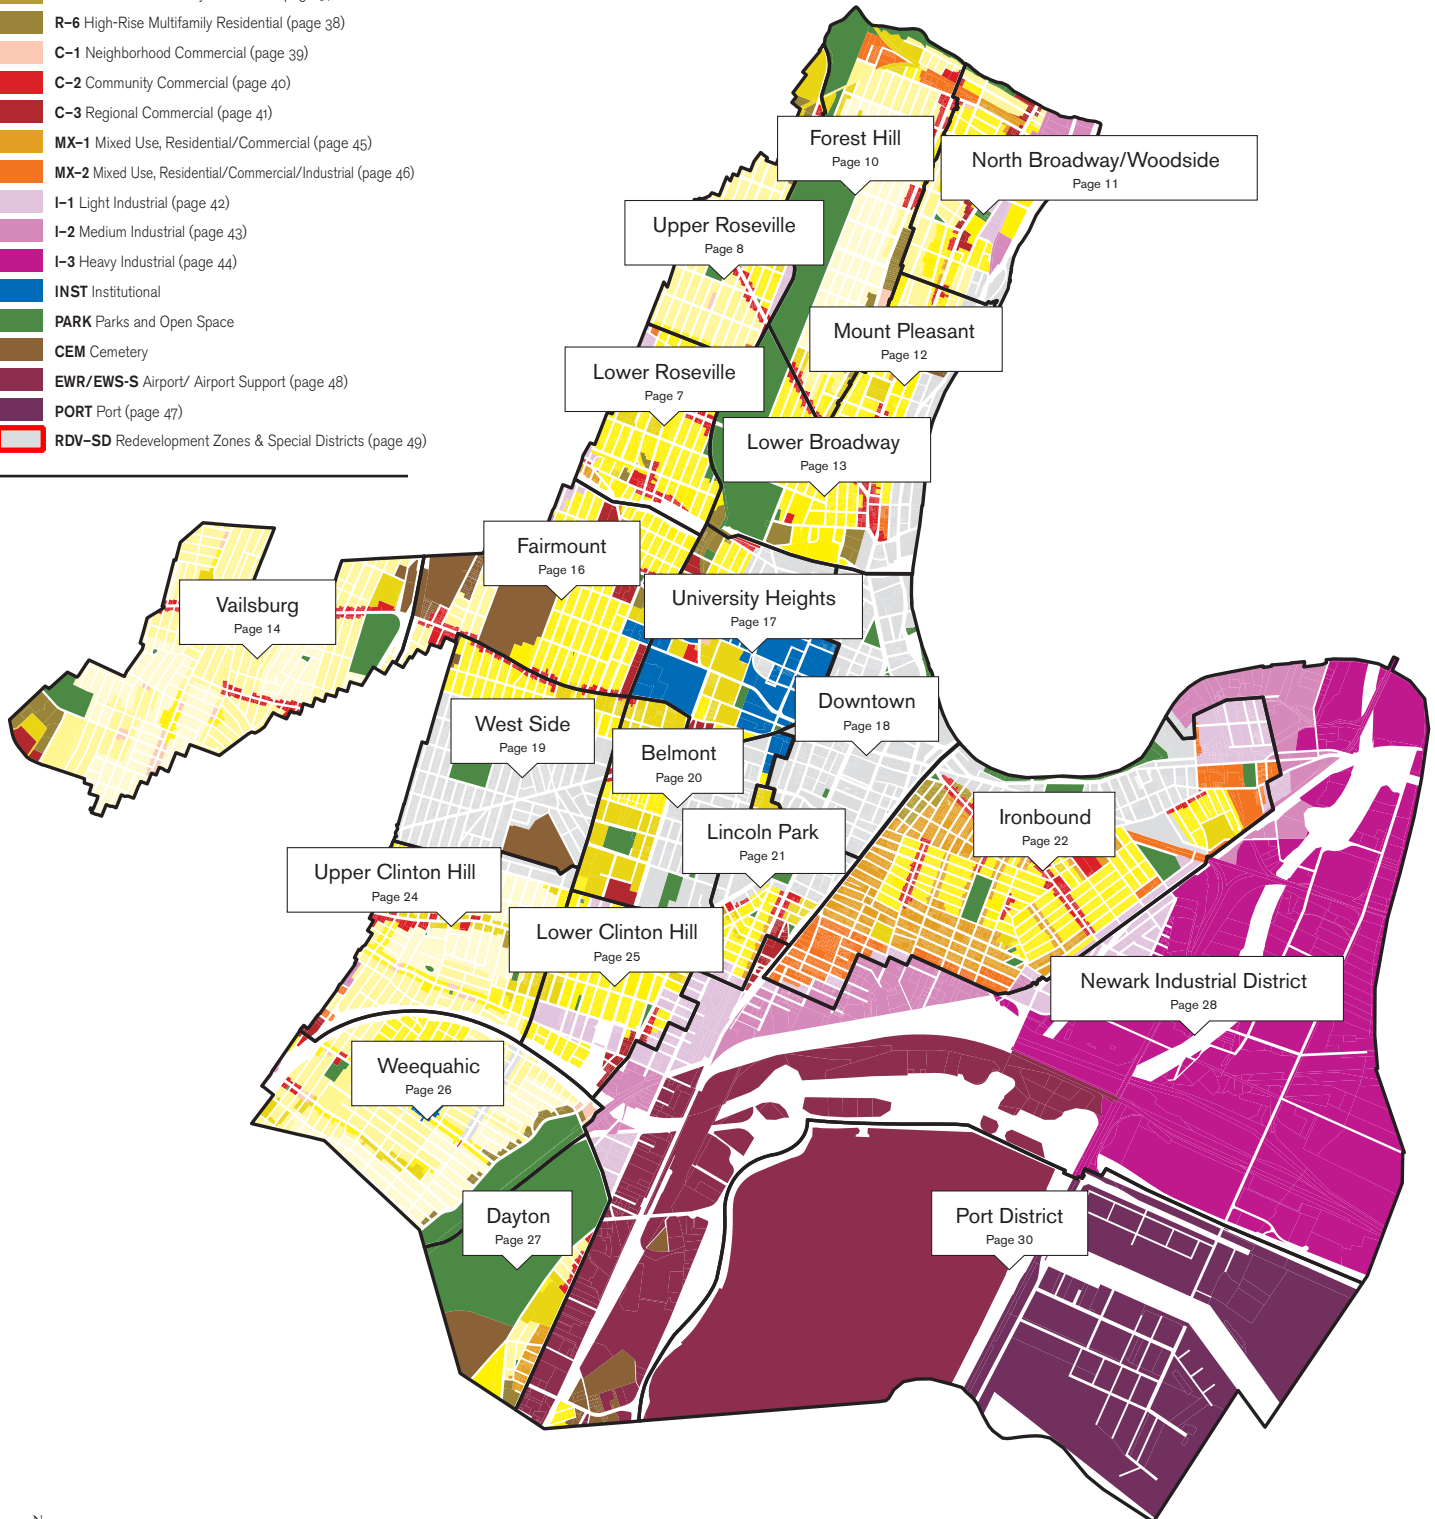 R–6 High-Rise Multifamily Residential (page 38)
C–1 Neighborhood Commercial (page 39)
C–2 Community Commercial (page 40)
C–3 Regional Commercial (page 41)
MX–1 Mixed Use, Residential/Commercial (page 45)
MX–2 Mixed Use, Residential/Commercial/Industrial (page 46)
I–1 Light Industrial (page 42)
I–2 Medium Industrial (page 43)
I–3 Heavy Industrial (page 44)
INST Institutional
PARK Parks and Open Space
CEM Cemetery
EWR/EWS-S Airport/ Airport Support (page 48)
PORT Port (page 47)
RDV–SD Redevelopment Zones & Special Districts (page 49)
Forest Hill
Page 10
North Broadway/Woodside
Page 11
Upper Roseville
Page 8
Mount Pleasant
Page 12
Lower Roseville
Page 7
Lower Broadway
Page 13
Fairmount
Page 16
University Heights
Page 17
Vailsburg
Page 14
Downtown
Page 18
West Side
Page 19
Belmont
Page 20
Lincoln Park
Page 21
Ironbound
Page 22
Upper Clinton Hill
Page 24
Lower Clinton Hill
Page 25
Newark Industrial District
Page 28
Weequahic
Page 26
Dayton
Page 27
Port District
Page 30
N